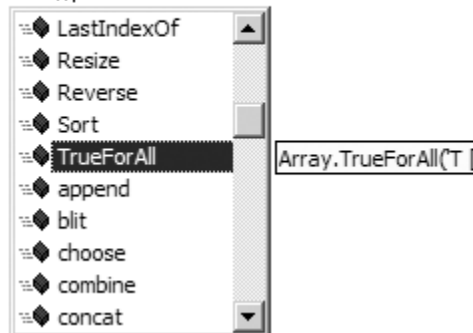 LastIndexOf
Resize
Reverse
Sort
TrueForAll
Array.TrueForAll('T [
append
blit
choose
combine
concat